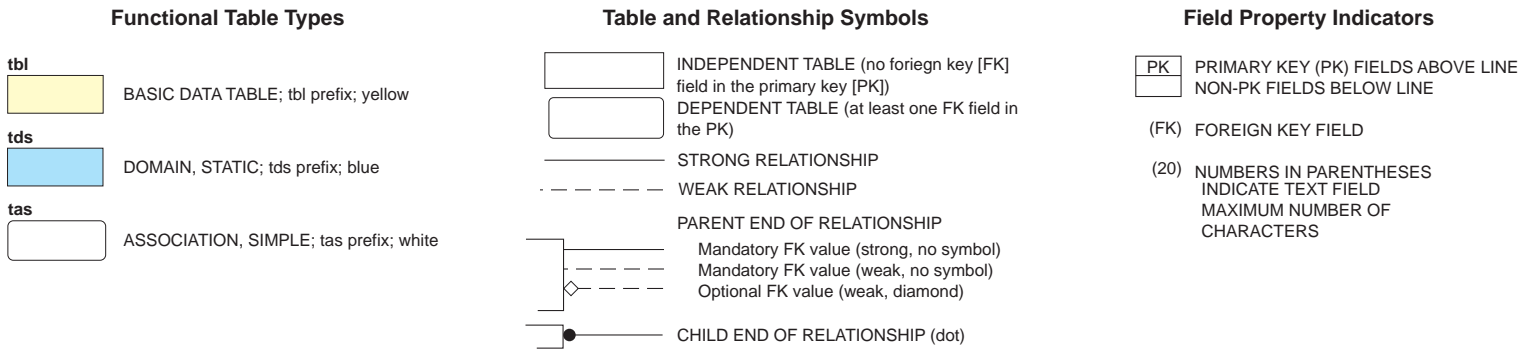 Functional Table Types
tbl
BASIC DATA TABLE; tbl prefix; yellow
tds
DOMAIN, STATIC; tds prefix; blue
tas
ASSOCIATION, SIMPLE; tas prefix; white
Table and Relationship Symbols
INDEPENDENT TABLE (no foriegn key [FK]
field in the primary key [PK])
DEPENDENT TABLE (at least one FK field in
the PK)
STRONG RELATIONSHIP
WEAK RELATIONSHIP
PARENT END OF RELATIONSHIP
Mandatory FK value (strong, no symbol)
Mandatory FK value (weak, no symbol)
Optional FK value (weak, diamond)
CHILD END OF RELATIONSHIP (dot)
Field Property Indicators
PK PRIMARY KEY (PK) FIELDS ABOVE LINE
NON-PK FIELDS BELOW LINE
(FK) FOREIGN KEY FIELD
(20) NUMBERS IN PARENTHESES
INDICATE TEXT FIELD
MAXIMUM NUMBER OF
CHARACTERS